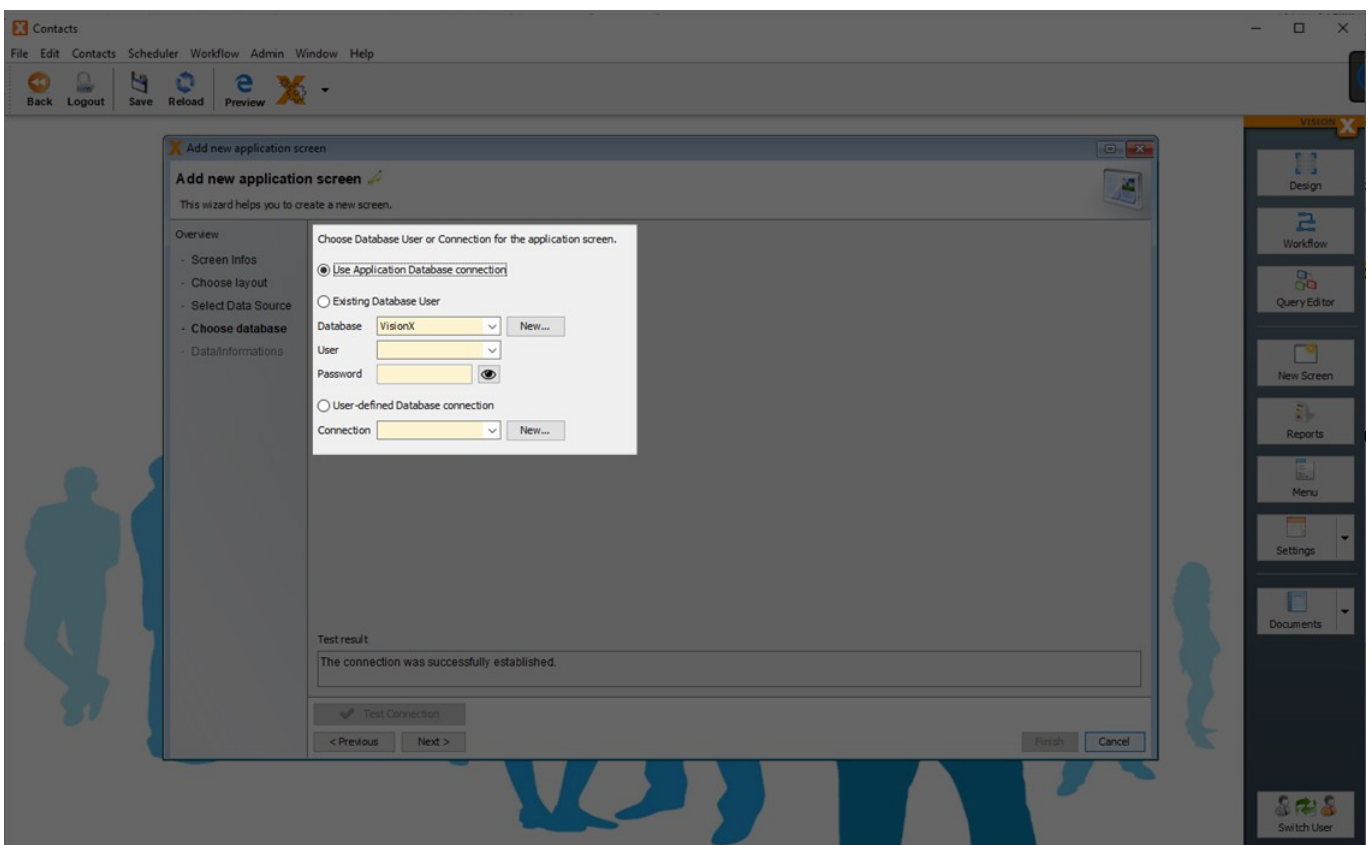 Contacts
File Edit Contacts Scheduler Workflow Admin Window Help
Back Logout Save Reload Preview
VISION X
Add new application screen
Add new application screen
This wizard helps you to create a new screen.
Overview
· Screen Infos
· Choose layout
· Select Data Source
· Choose database
· Data/Informations
Choose Database User or Connection for the application screen.
Use Application Database connection
Existing Database User
Database VisionX New...
User
Password
User-defined Database connection
Connection New...
Test result
The connection was successfully established.
Test Connection
< Previous Next > Finish Cancel
Design
Workflow
Query Editor
New Screen
Reports
Menu
Settings
Documents
Switch User